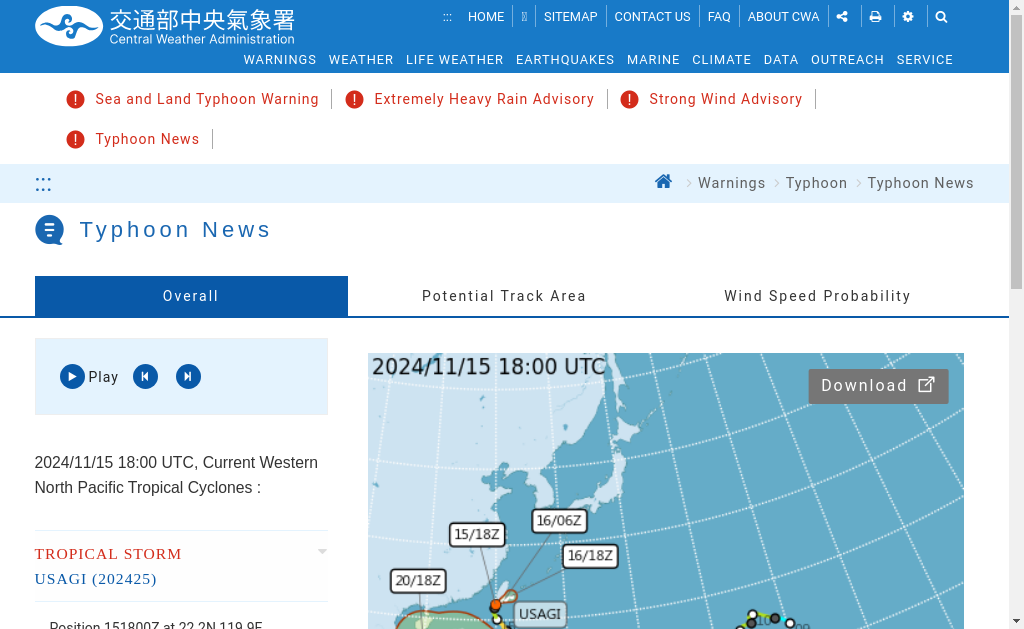 交通部中央氣象署
Central Weather Administration
::: HOME SITEMAP CONTACT US FAQ ABOUT CWA
WARNINGS WEATHER LIFE WEATHER EARTHQUAKES MARINE CLIMATE DATA OUTREACH SERVICE
Sea and Land Typhoon Warning Extremely Heavy Rain Advisory Strong Wind Advisory
Typhoon News
::: Warnings Typhoon Typhoon News
Typhoon News
Overall Potential Track Area Wind Speed Probability
Play
2024/11/15 18:00 UTC, Current Western
North Pacific Tropical Cyclones :
TROPICAL STORM
USAGI (202425)
Position 151800Z at 22.2N 119.9E
2024/11/15 18:00 UTC
Download
16/06Z
15/18Z
16/18Z
20/18Z
USAGI